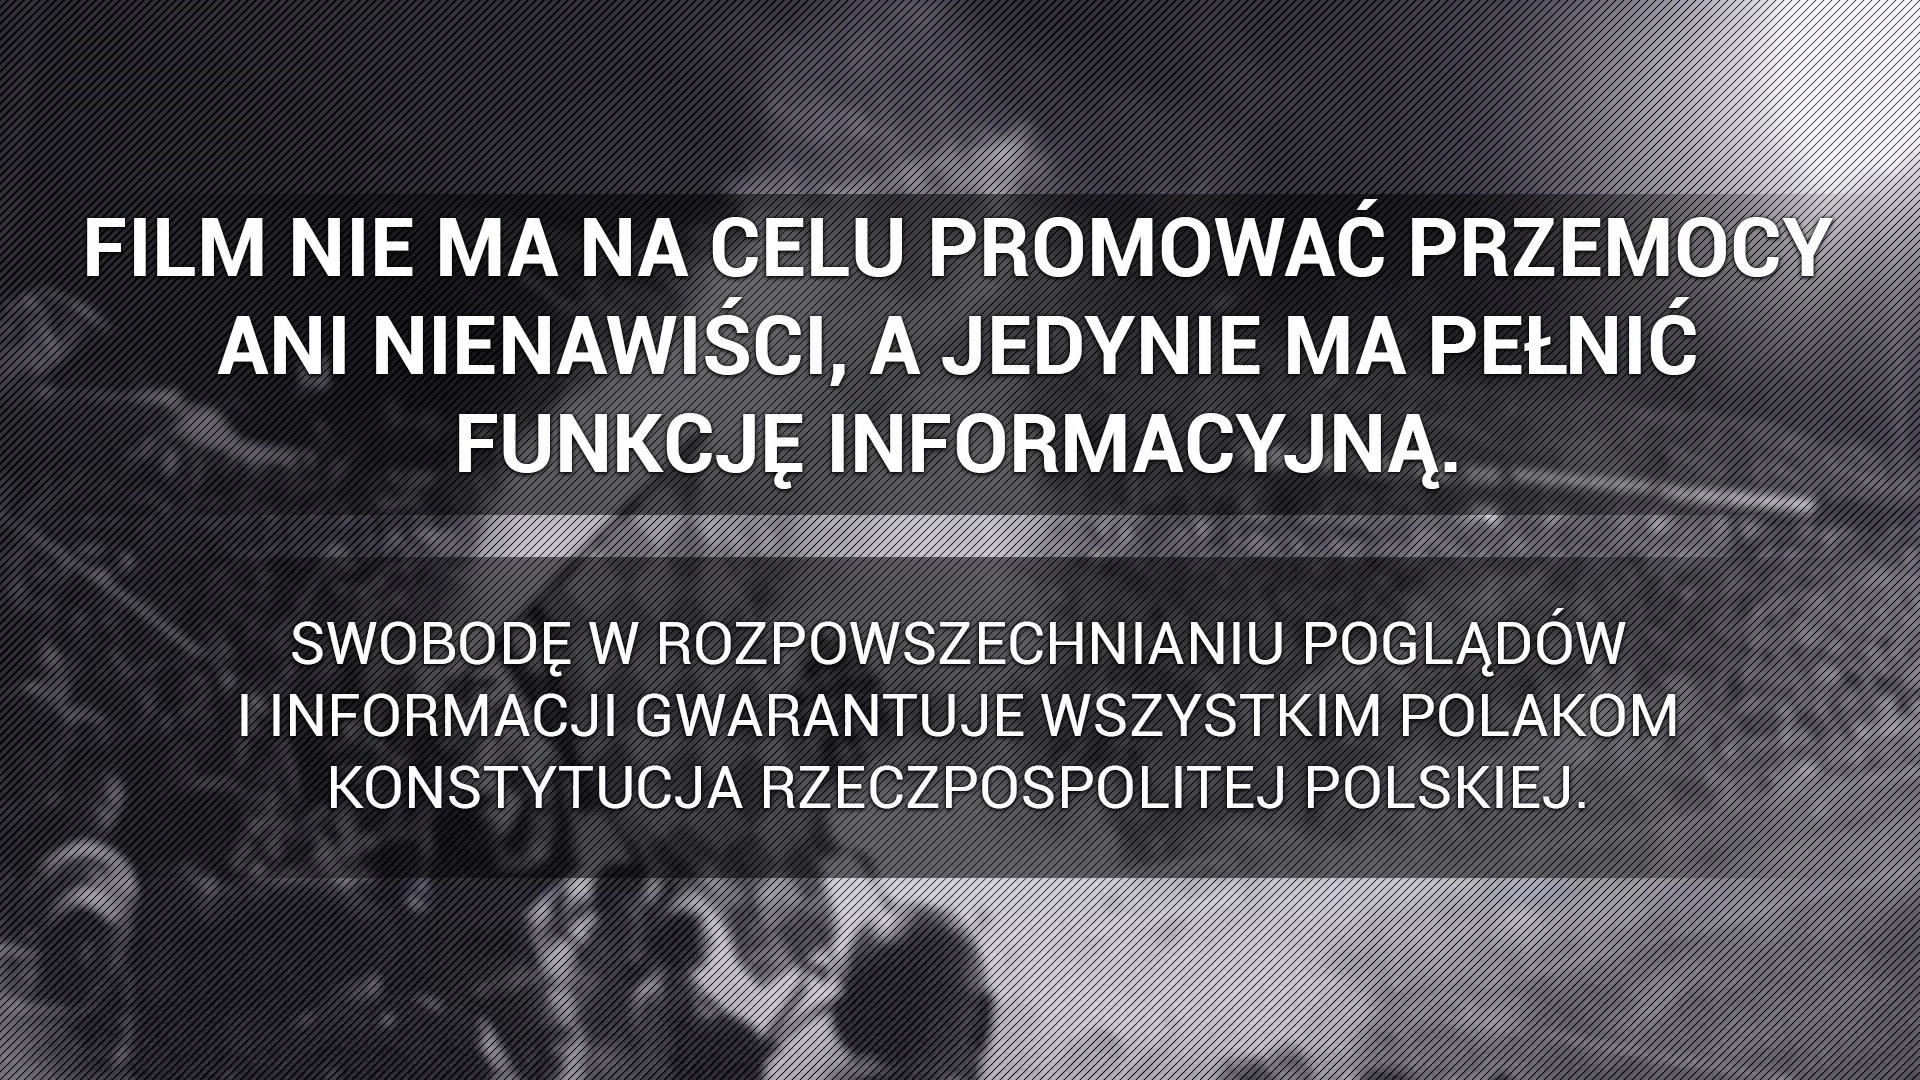 FILM NIE MA NA CELU PROMOWAĆ PRZEMOCY
ANI NIENAWIŚCI, A JEDYNIE MA PEŁNIĆ
FUNKCJĘ INFORMACYJNĄ.
SWOBODĘ W ROZPOWSZECHNIANIU POGLĄDÓW
I INFORMACJI GWARANTUJE WSZYSTKIM POLAKOM
KONSTYTUCJA RZECZPOSPOLITEJ POLSKIEJ.